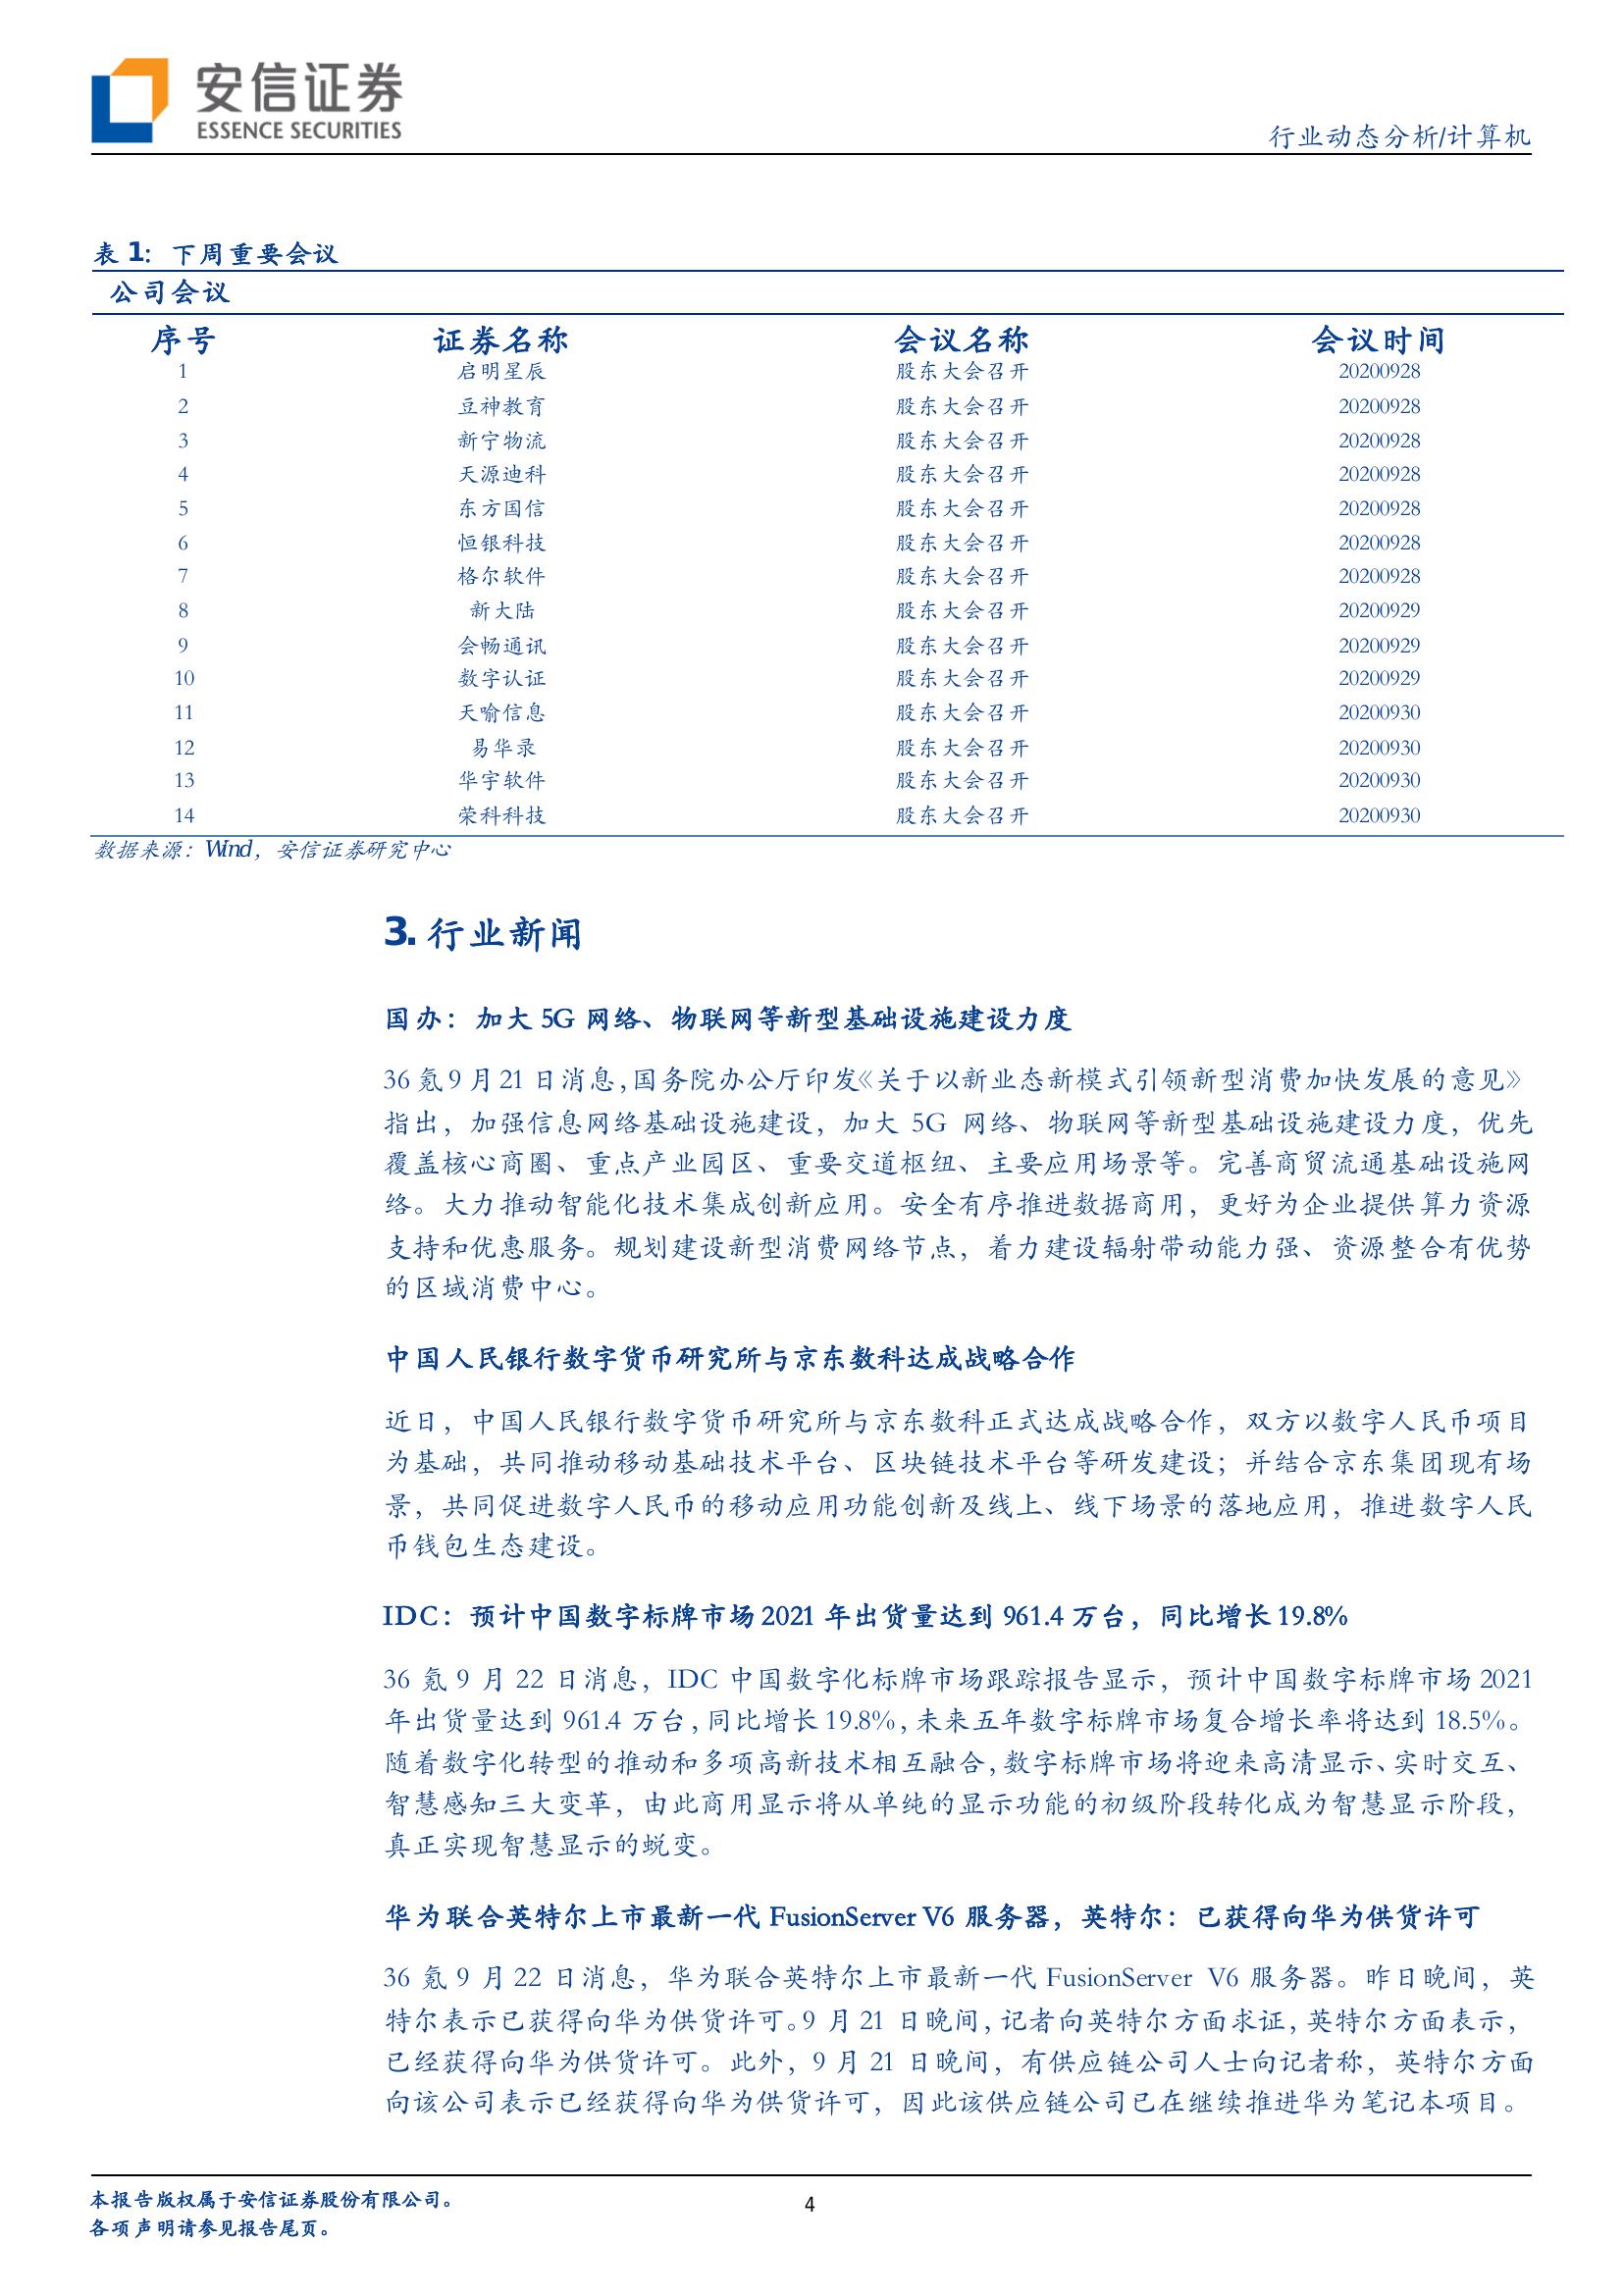 安信证券
ESSENCE SECURITIES
行业动态分析/计算机
表 1：下周重要会议
公司会议
序号 证券名称 会议名称 会议时间
1 启明星辰 股东大会召开 20200928
2 豆神教育 股东大会召开 20200928
3 新宁物流 股东大会召开 20200928
4 天源迪科 股东大会召开 20200928
5 东方国信 股东大会召开 20200928
6 恒银科技 股东大会召开 20200928
7 格尔软件 股东大会召开 20200928
8 新大陆 股东大会召开 20200929
9 会畅通讯 股东大会召开 20200929
10 数字认证 股东大会召开 20200929
11 天喻信息 股东大会召开 20200930
12 易华录 股东大会召开 20200930
13 华宇软件 股东大会召开 20200930
14 荣科科技 股东大会召开 20200930
数据来源：Wind，安信证券研究中心
3. 行业新闻
国办：加大 5G 网络、物联网等新型基础设施建设力度
36 氪 9 月 21 日消息，国务院办公厅印发《关于以新业态新模式引领新型消费加快发展的意见》
指出，加强信息网络基础设施建设，加大 5G 网络、物联网等新型基础设施建设力度，优先
覆盖核心商圈、重点产业园区、重要交道枢纽、主要应用场景等。完善商贸流通基础设施网
络。大力推动智能化技术集成创新应用。安全有序推进数据商用，更好为企业提供算力资源
支持和优惠服务。规划建设新型消费网络节点，着力建设辐射带动能力强、资源整合有优势
的区域消费中心。
中国人民银行数字货币研究所与京东数科达成战略合作
近日，中国人民银行数字货币研究所与京东数科正式达成战略合作，双方以数字人民币项目
为基础，共同推动移动基础技术平台、区块链技术平台等研发建设；并结合京东集团现有场
景，共同促进数字人民币的移动应用功能创新及线上、线下场景的落地应用，推进数字人民
币钱包生态建设。
IDC：预计中国数字标牌市场 2021 年出货量达到 961.4 万台，同比增长 19.8%
36 氪 9 月 22 日消息，IDC 中国数字化标牌市场跟踪报告显示，预计中国数字标牌市场 2021
年出货量达到 961.4 万台，同比增长 19.8%，未来五年数字标牌市场复合增长率将达到 18.5%。
随着数字化转型的推动和多项高新技术相互融合，数字标牌市场将迎来高清显示、实时交互、
智慧感知三大变革，由此商用显示将从单纯的显示功能的初级阶段转化成为智慧显示阶段，
真正实现智慧显示的蜕变。
华为联合英特尔上市最新一代 FusionServer V6 服务器，英特尔：已获得向华为供货许可
36 氪 9 月 22 日消息，华为联合英特尔上市最新一代 FusionServer V6 服务器。昨日晚间，英
特尔表示已获得向华为供货许可。9 月 21 日晚间，记者向英特尔方面求证，英特尔方面表示，
已经获得向华为供货许可。此外，9 月 21 日晚间，有供应链公司人士向记者称，英特尔方面
向该公司表示已经获得向华为供货许可，因此该供应链公司已在继续推进华为笔记本项目。
本报告版权属于安信证券股份有限公司。
各项声明请参见报告尾页。
4